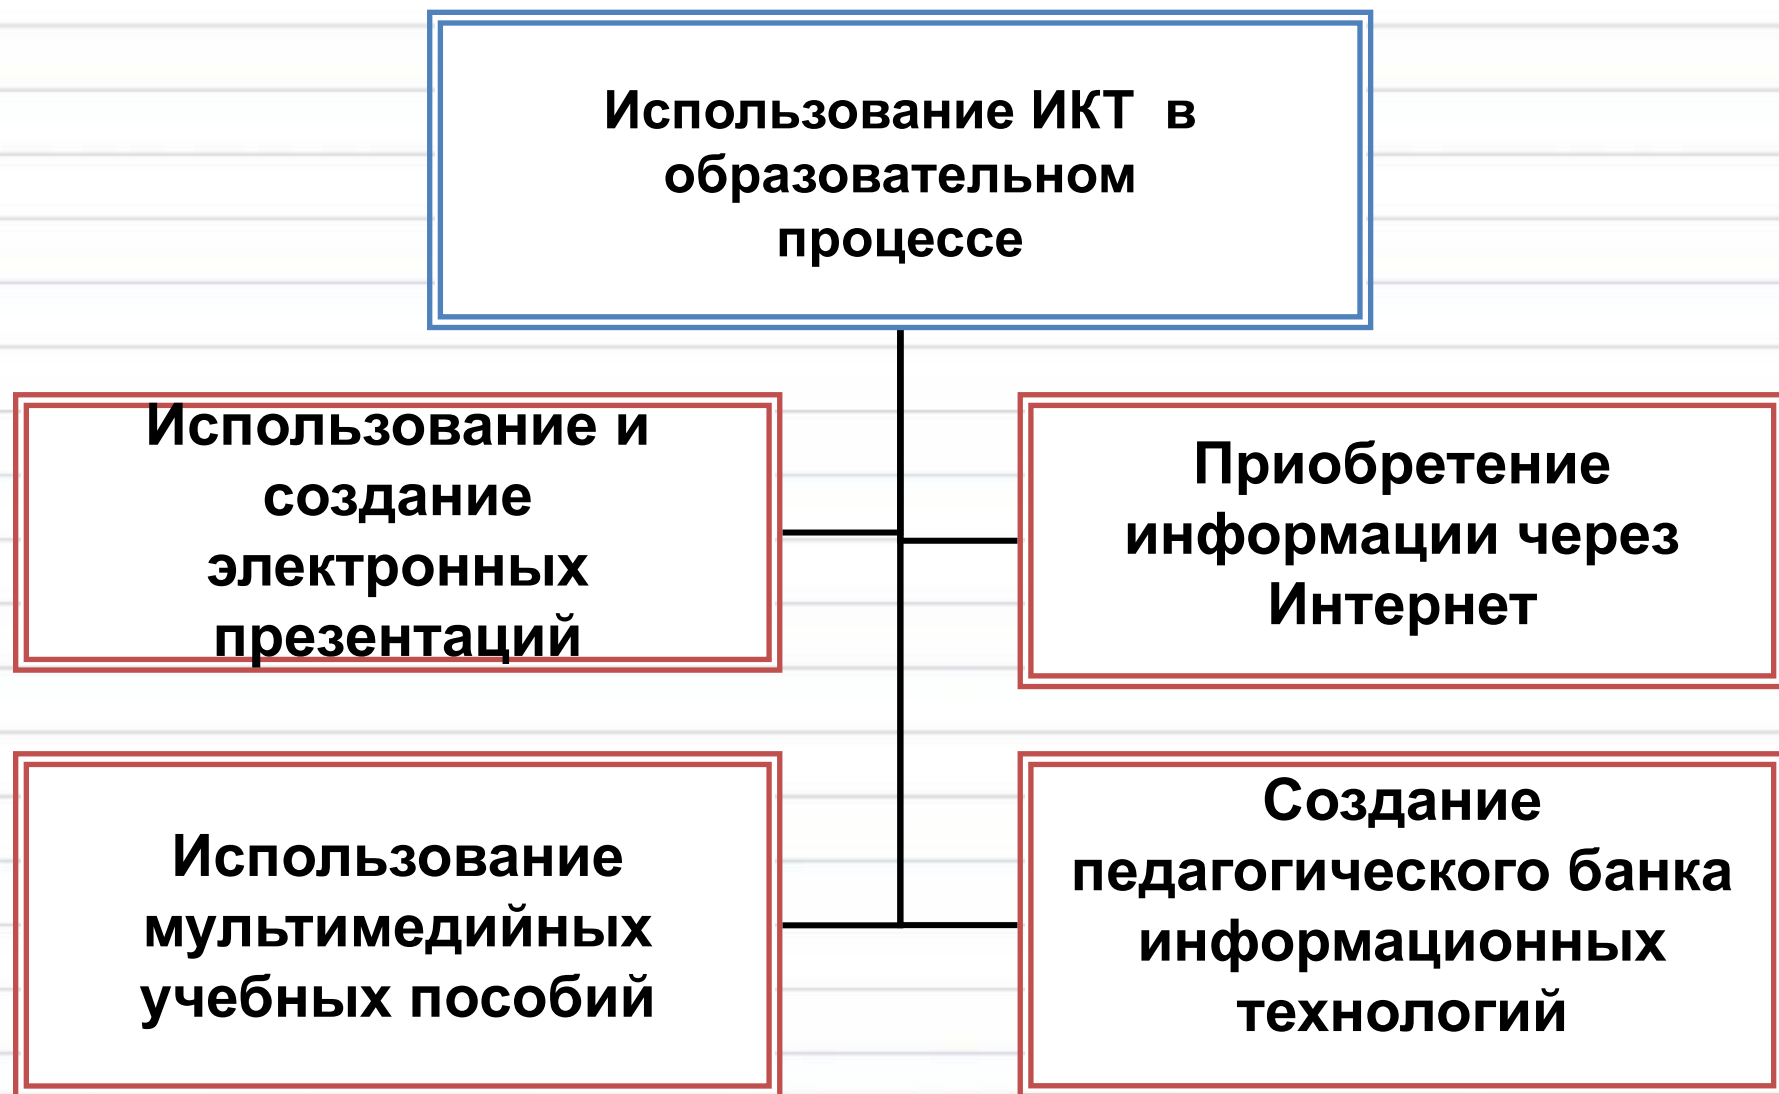 Использование ИКТ в
образовательном
процессе
Использование и
создание
электронных
презентаций
Приобретение
информации через
Интернет
Использование
мультимедийных
учебных пособий
Создание
педагогического банка
информационных
технологий